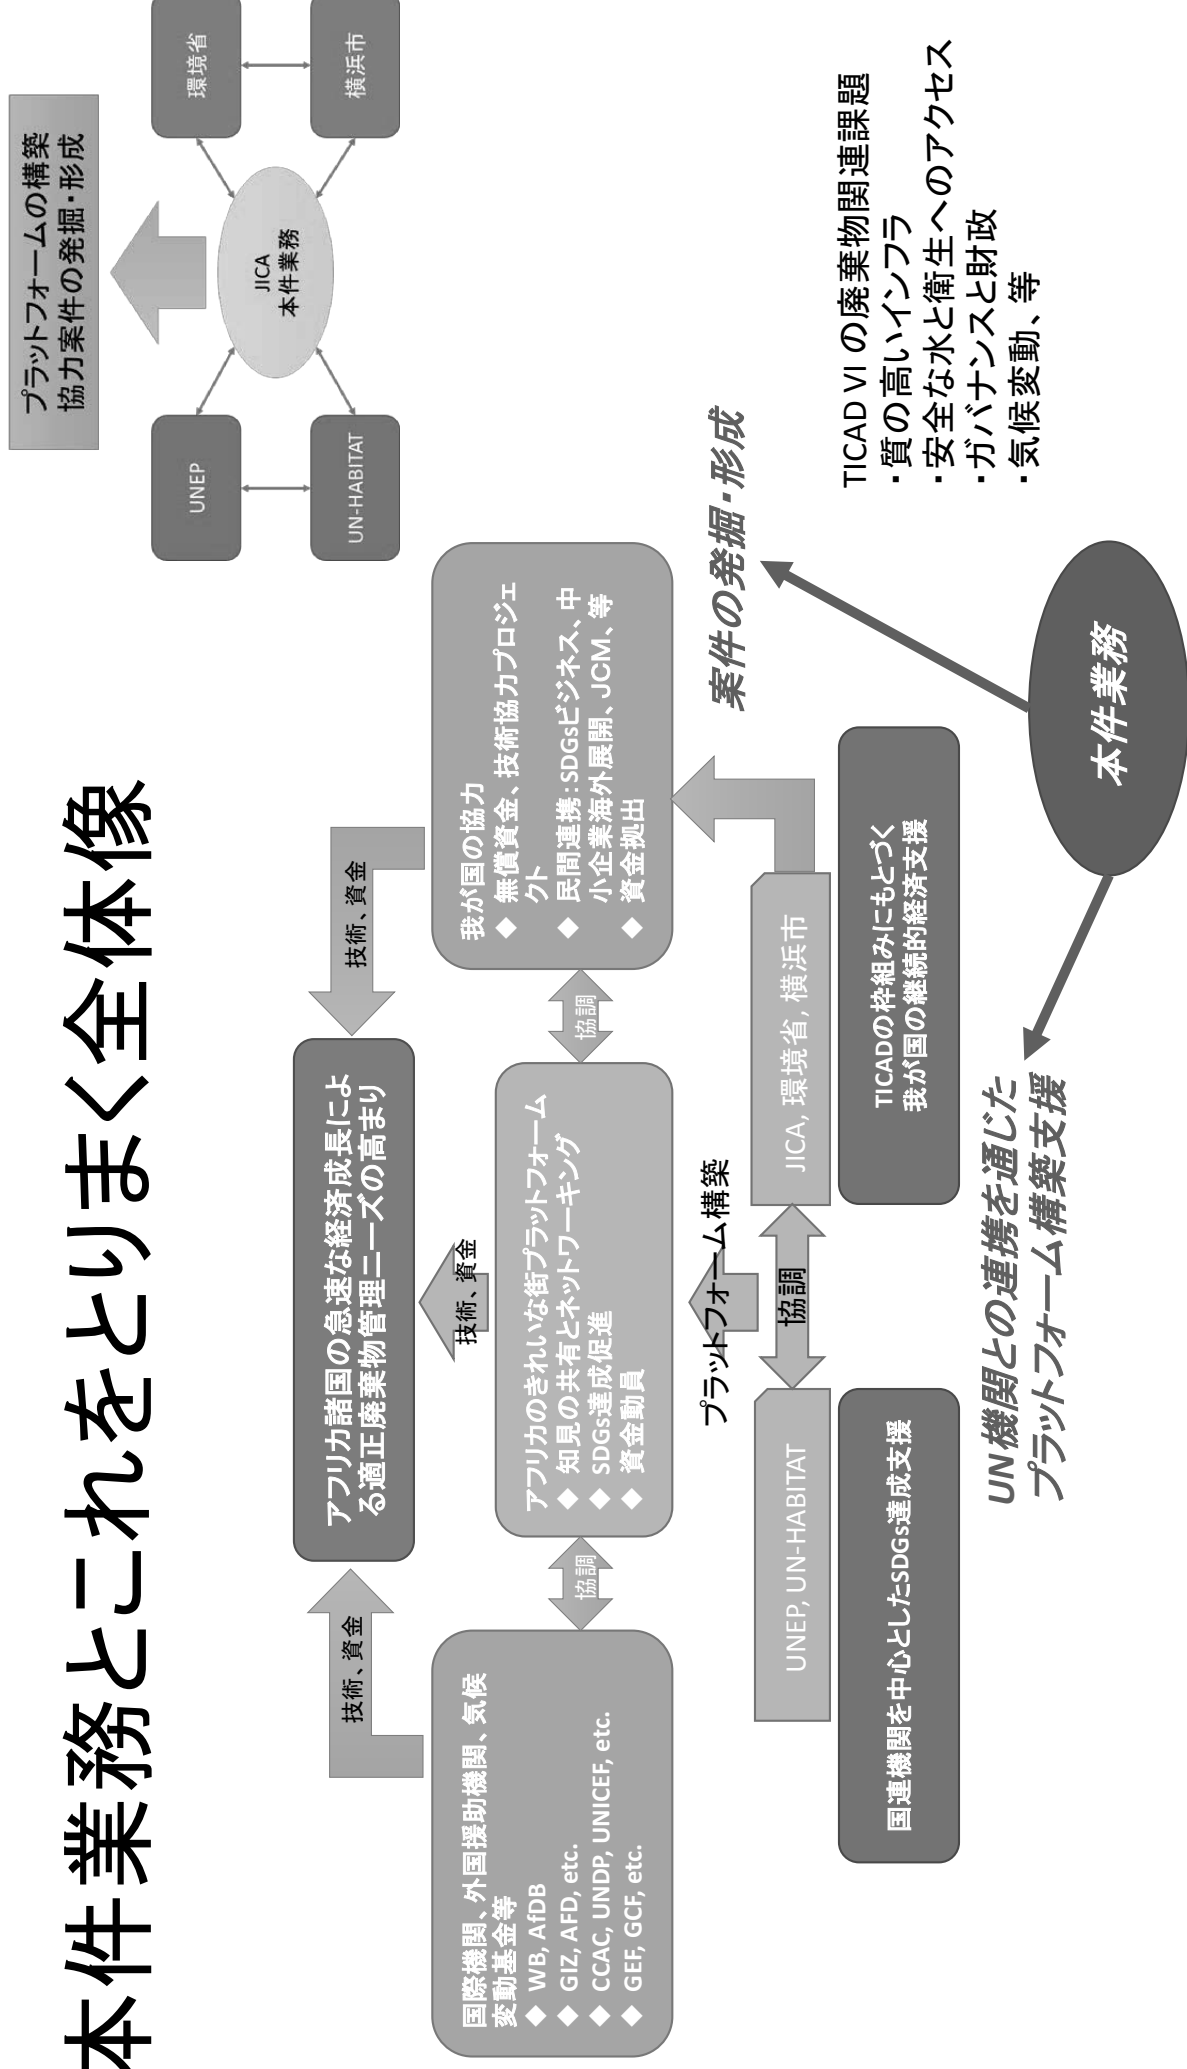 本件業務とこれをとりまく全体像
プラットフォームの構築
協力案件の発掘・形成
UNEP
環境省
JICA
本件業務
UN-HABITAT
横浜市
アフリカ諸国の急速な経済成長によ
る適正廃棄物管理ニーズの高まり
技術、資金
技術、資金
技術、資金
国際機関、外国援助機関、気候
変動基金等
◆ WB, AfDB
◆ GIZ, AFD, etc.
◆ CCAC, UNDP, UNICEF, etc.
◆ GEF, GCF, etc.
協調
アフリカのきれいな街プラットフォーム
◆ 知見の共有とネットワーキング
◆ SDGs達成促進
◆ 資金動員
協調
我が国の協力
◆ 無償資金、技術協力プロジェ
クト
◆ 民間連携：SDGsビジネス、中
小企業海外展開、JCM、等
◆ 資金拠出
プラットフォーム構築
案件の発掘・形成
UNEP, UN-HABITAT
協調
JICA, 環境省, 横浜市
国連機関を中心としたSDGs達成支援
TICADの枠組みにもとづく
我が国の継続的経済支援
TICAD VI の廃棄物関連課題
・質の高いインフラ
・安全な水と衛生へのアクセス
・ガバナンスと財政
・気候変動、等
UN機関との連携を通じた
プラットフォーム構築支援
本件業務